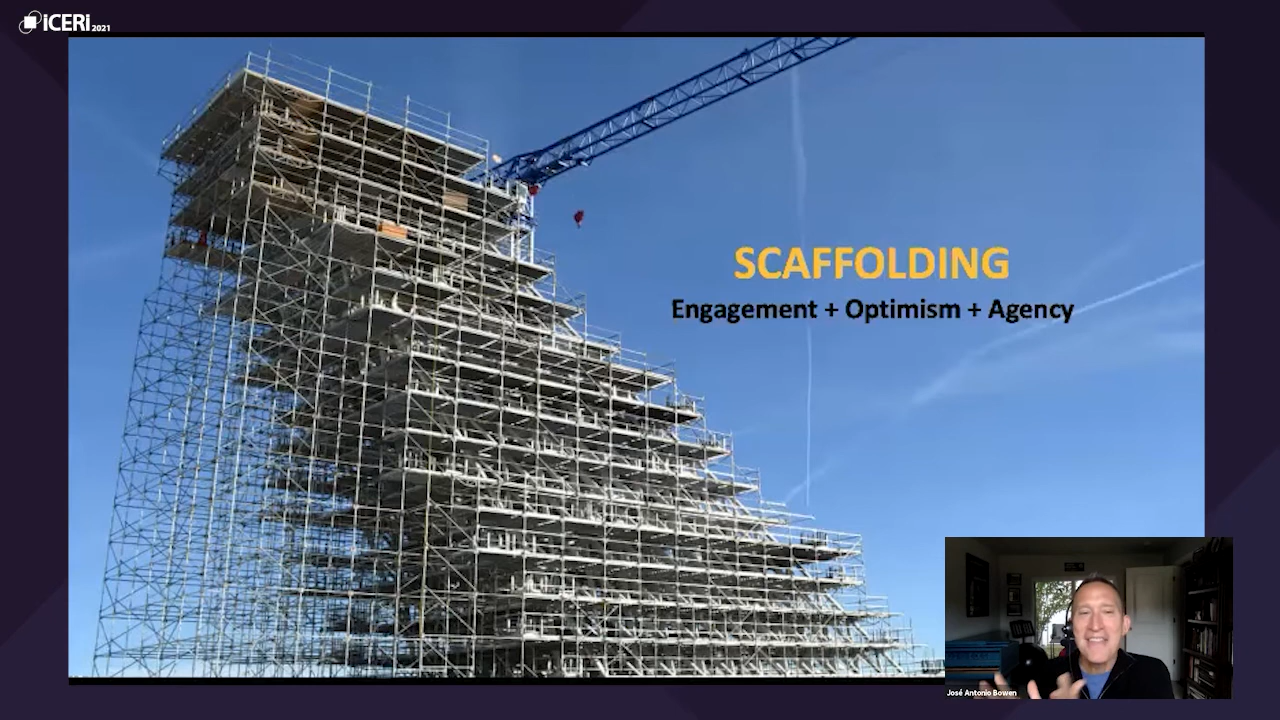 iCERi2021
SCAFFOLDING
Engagement + Optimism + Agency
José Antonio Bowen